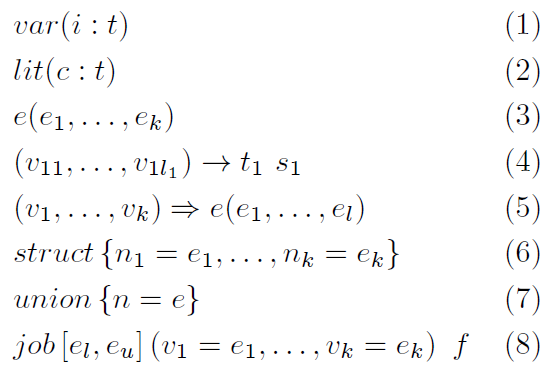 var(i : t) (1)
lit(c : t) (2)
e(e₁, . . . , eₖ) (3)
(v₁₁, . . . , v₁ₗ₁) → t₁ s₁ (4)
(v₁, . . . , vₖ) ⇒ e(e₁, . . . , eₗ) (5)
struct {n₁ = e₁, . . . , nₖ = eₖ} (6)
union {n = e} (7)
job [eₗ, eᵤ] (v₁ = e₁, . . . , vₖ = eₖ) f (8)